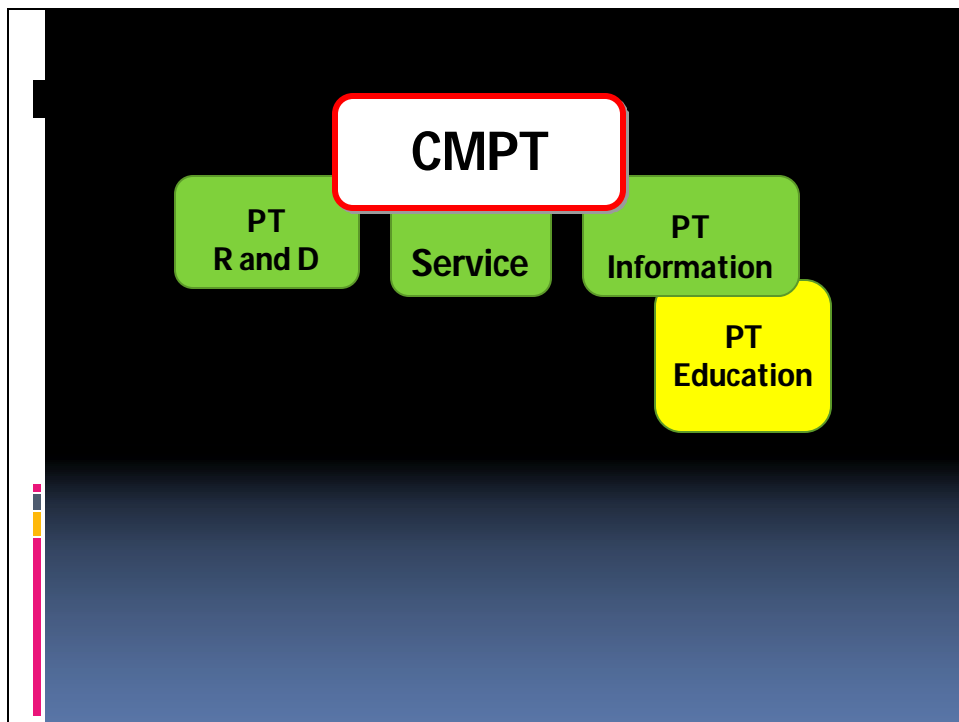 CMPT
PT
R and D
Service
PT
Information
PT
Education